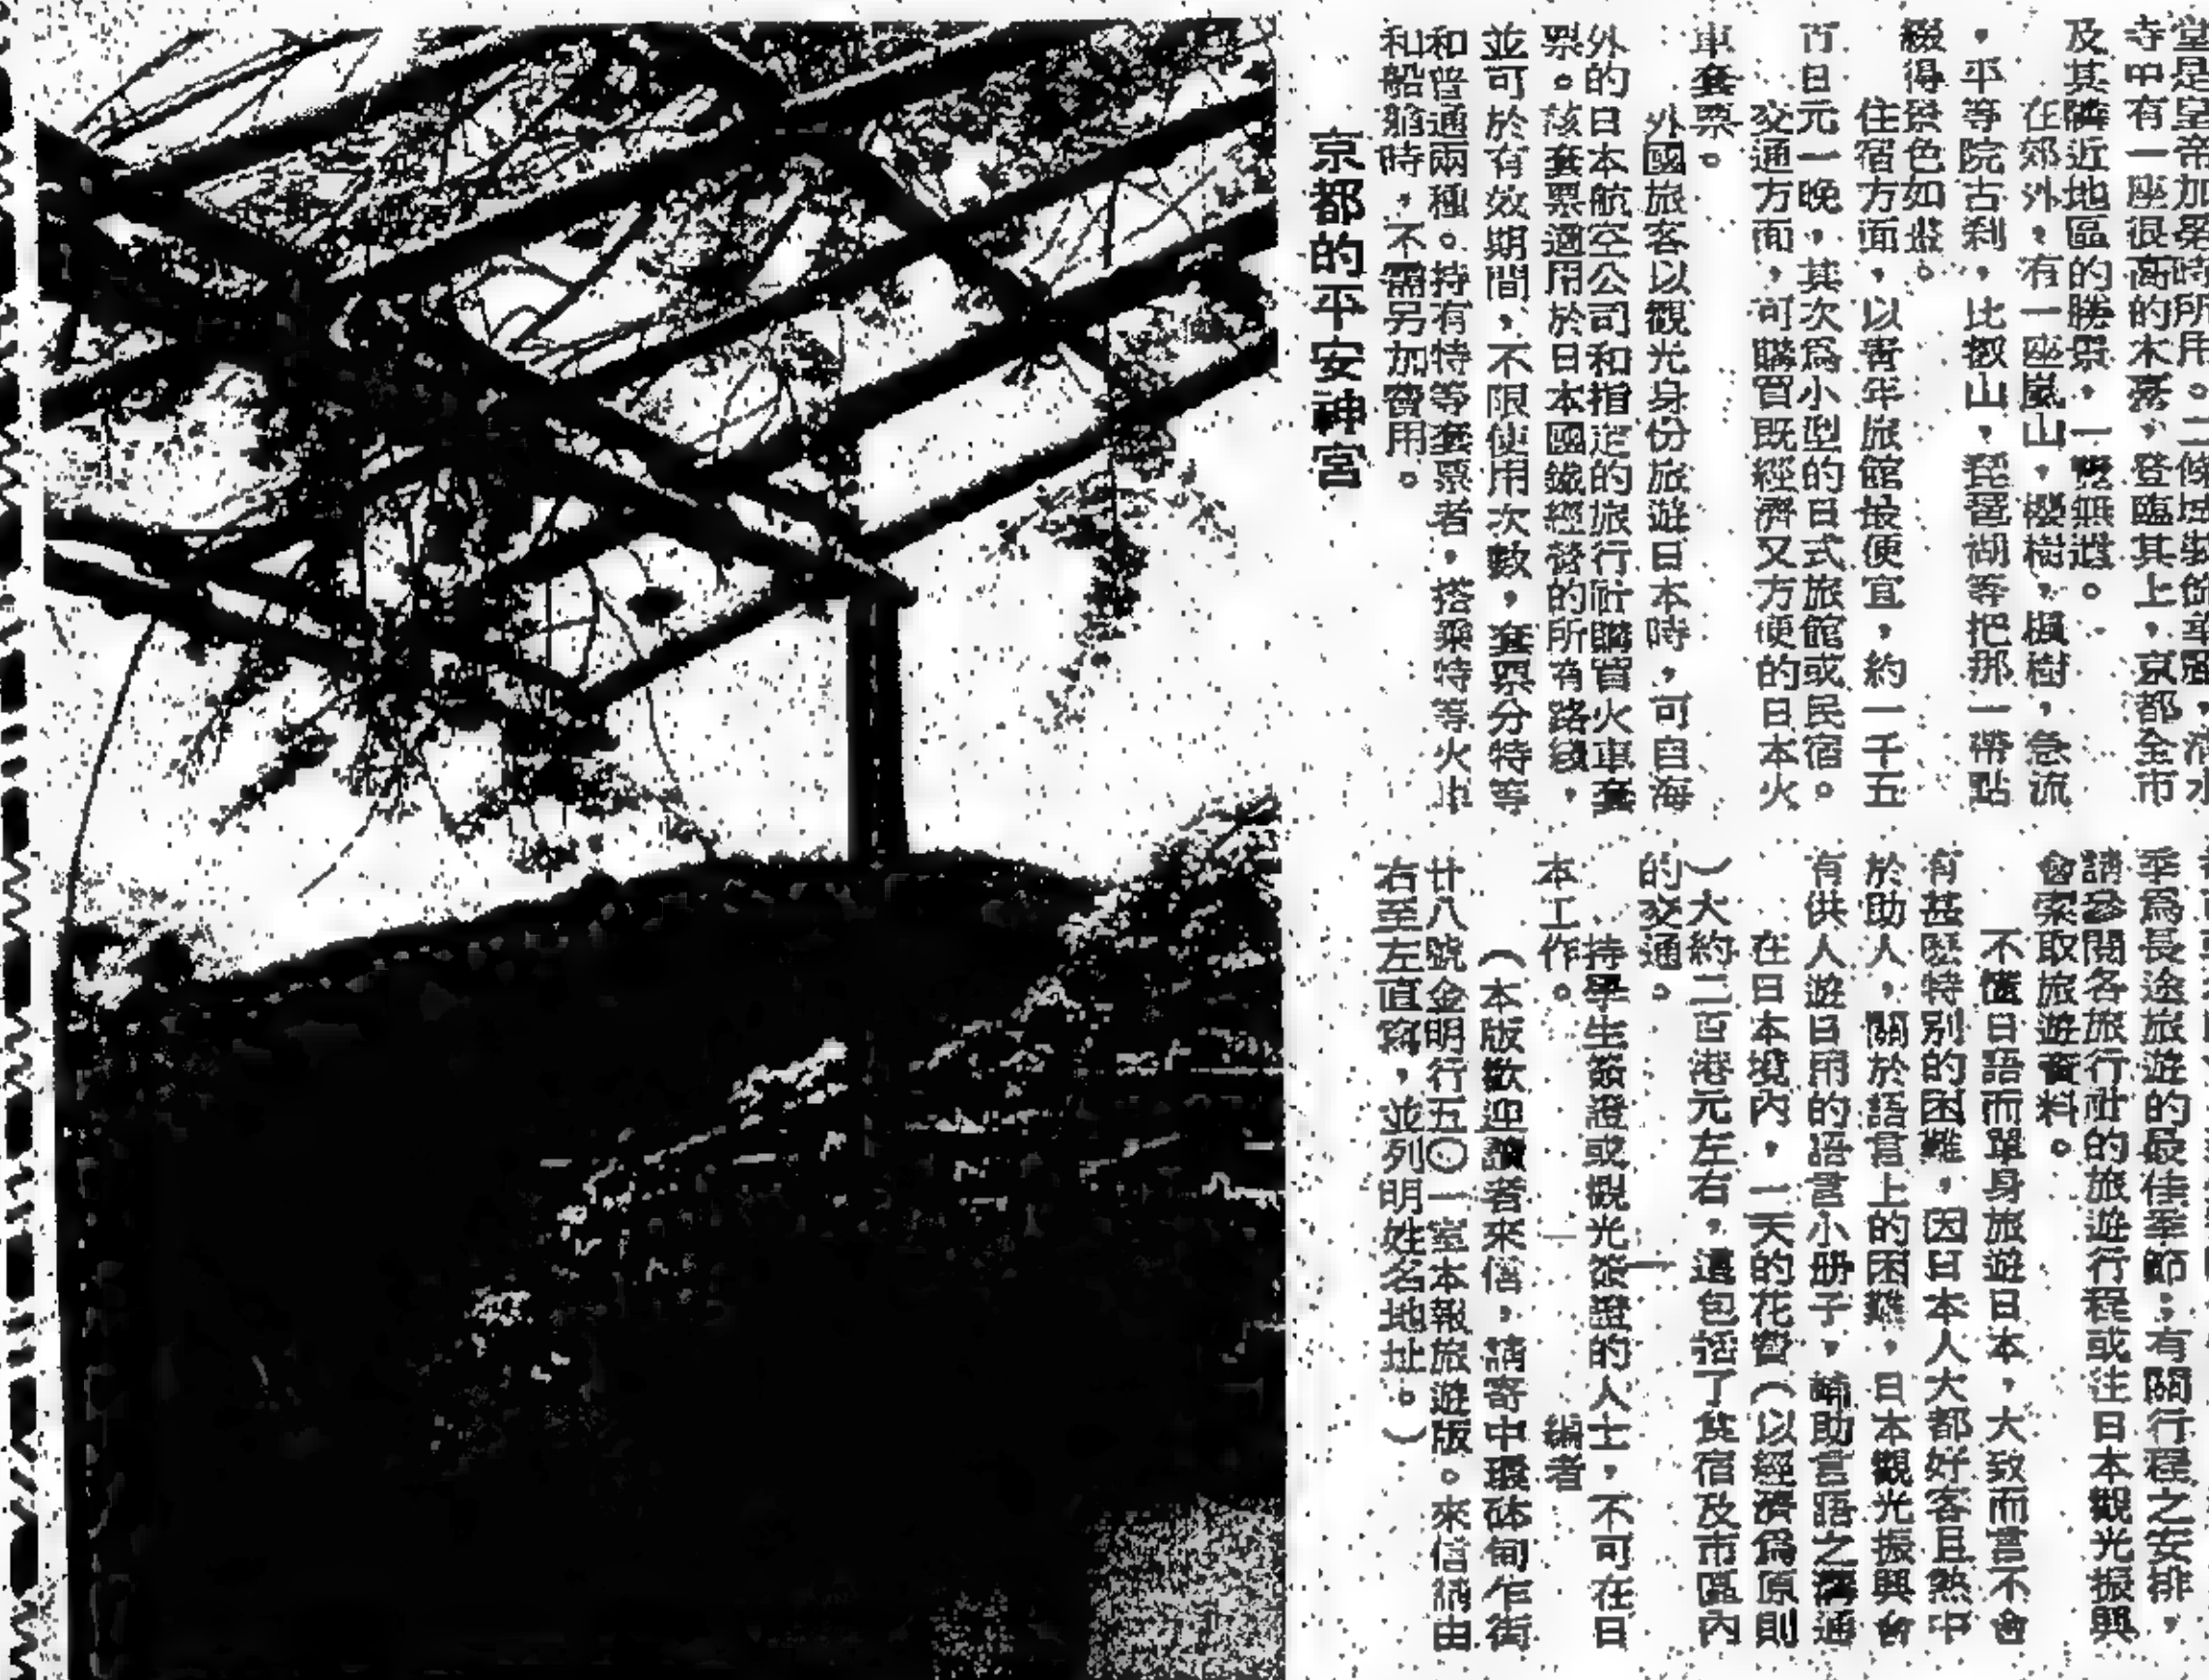 堂是皇帝加冕時所用。二條城裝飾華麗,清水
寺中有一座很高的木臺,登臨其上,京都全市
及其隣近地區的勝景,一覽無遺。
在郊外,有一座嵐山,櫻樹,楓樹,急流
,平等院古刹,比叡山,琵琶湖等把那一帶點
綴得景色如畫。
住宿方面,以青年旅館最便宜,約一千五
百日元一晚,其次爲小型的日式旅館或民宿。
交通方面,可購買既經濟又方便的日本火
車套票。
外國旅客以觀光身份旅遊日本時,可自海
外的日本航空公司和指定的旅行社購買火車套
票。該套票適用於日本國鐵經營的所有路綫,
並可於有效期間,不限使用次數,套票分特等
和普通兩種。持有特等套票者,搭乘特等火車
和船舱時,不需另加費用。
京都的平安神宮
季爲長途旅遊的最佳季節;有關行程之安排,
請參閱各旅行社的旅遊行程或往日本觀光振興
會索取旅遊資料。
不懂日語而單身旅遊日本,大致而言不會
有甚麽特別的困難,因日本人大都好客且熱中
於助人,關於語言上的困難,日本觀光振興會
有供人遊日用的語言小册子,輔助言語之溝通
在日本境内,一天的花費(以經濟爲原則
)大約二百港元左右,這包括了食宿及市區内
的交通。
持學生簽證或觀光簽證的人士,不可在日
本工作。 編者
(本版歡迎讀者來信,請寄中環砵甸乍街
廿八號金明行五〇一室本報旅遊版。來信請由
右至左直寫,並列明姓名地址。)